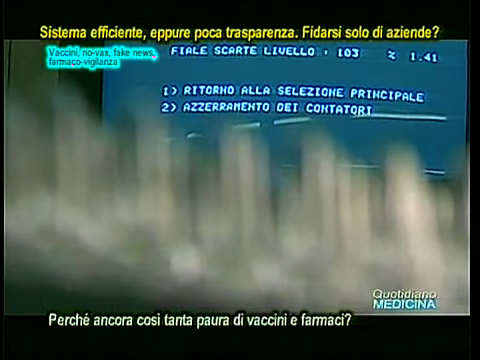 Sistema efficiente, eppure poca trasparenza. Fidarsi solo di aziende?
Vaccini, no-vax, fake news,
farmaco-vigilanza
FIALE SCARTE LIVELLO : 103 % 1.41
1) RITORNO ALLA SELEZIONE PRINCIPALE
2) AZZERRAMENTO DEI CONTATORI
Quotidiano
MEDICINA
Perché ancora così tanta paura di vaccini e farmaci?